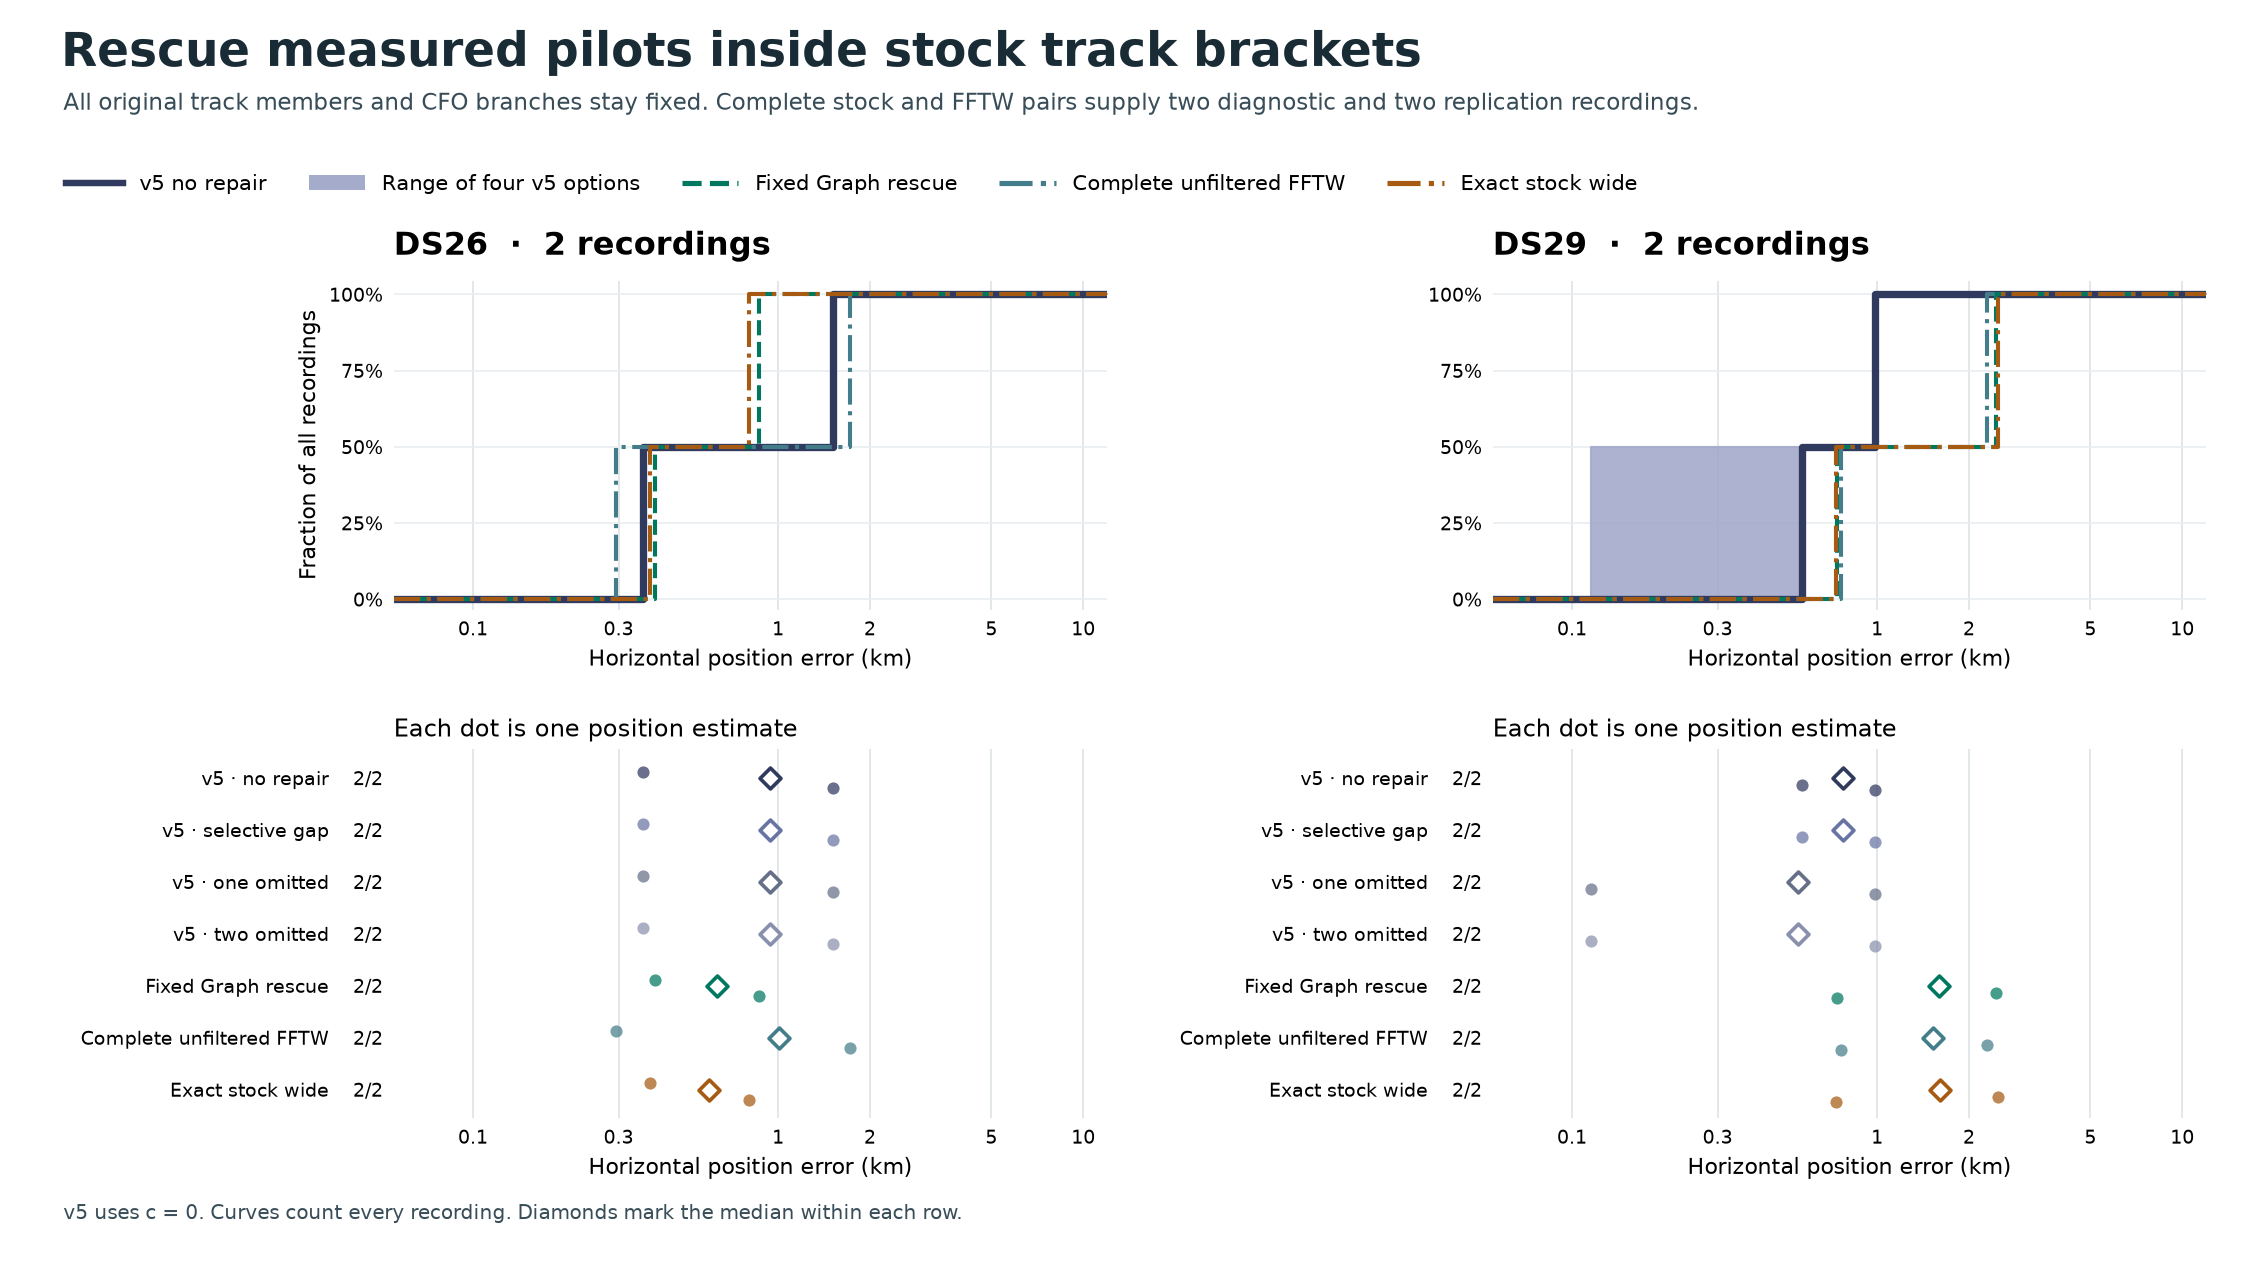 Rescue measured pilots inside stock track brackets
All original track members and CFO branches stay fixed. Complete stock and FFTW pairs supply two diagnostic and two replication recordings.
v5 no repair
Range of four v5 options
Fixed Graph rescue
Complete unfiltered FFTW
Exact stock wide
DS26 · 2 recordings
Fraction of all recordings
100%
75%
50%
25%
0%
0.1 0.3 1 2 5 10
Horizontal position error (km)
DS29 · 2 recordings
100%
75%
50%
25%
0%
0.1 0.3 1 2 5 10
Horizontal position error (km)
Each dot is one position estimate
v5 · no repair 2/2
v5 · selective gap 2/2
v5 · one omitted 2/2
v5 · two omitted 2/2
Fixed Graph rescue 2/2
Complete unfiltered FFTW 2/2
Exact stock wide 2/2
0.1 0.3 1 2 5 10
Horizontal position error (km)
Each dot is one position estimate
v5 · no repair 2/2
v5 · selective gap 2/2
v5 · one omitted 2/2
v5 · two omitted 2/2
Fixed Graph rescue 2/2
Complete unfiltered FFTW 2/2
Exact stock wide 2/2
0.1 0.3 1 2 5 10
Horizontal position error (km)
v5 uses c = 0. Curves count every recording. Diamonds mark the median within each row.